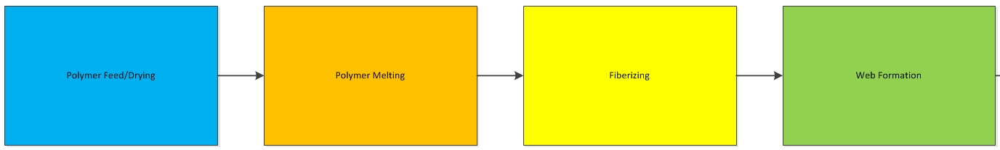 Polymer Feed/Drying
Polymer Melting
Fiberizing
Web Formation